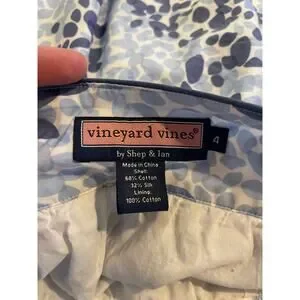 vineyard vines®
by Shep & Ian
4
Made in China
Shell:
68% Cotton
32% Silk
Lining:
100% Cotton